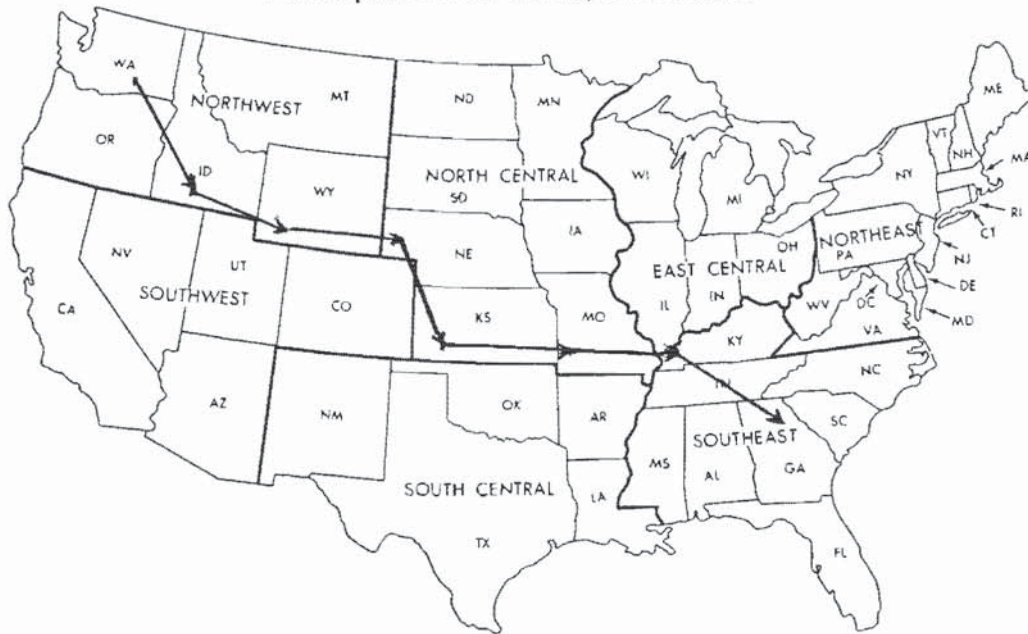 WA
NORTHWEST
MT
ND
MN
OR
ID
WY
NORTH CENTRAL
SD
WI
MI
NY
VT
NH
ME
MA
RI
CT
NJ
DE
MD
NV
UT
SOUTHWEST
CA
CO
NE
IA
KS
MO
EAST CENTRAL
IL
IN
OH
NORTHEAST
PA
WV
DC
VA
KY
NC
AZ
NM
OK
AR
SC
SOUTHEAST
MS
AL
GA
SOUTH CENTRAL
LA
TX
FL